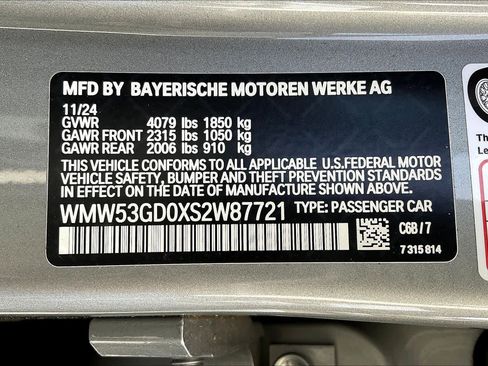 MFD BY BAYERISCHE MOTOREN WERKE AG
11/24
GVWR 4079 lbs 1850 kg
GAWR FRONT 2315 lbs 1050 kg
GAWR REAR 2006 lbs 910 kg
THIS VEHICLE CONFORMS TO ALL APPLICABLE U.S.FEDERAL MOTOR
VEHICLE SAFETY, BUMPER AND THEFT PREVENTION STANDARDS
IN EFFECT ON THE DATE OF MANUFACTURE SHOWN ABOVE.
WMW53GD0XS2W87721 TYPE: PASSENGER CAR
C6B / 7
7 315 814
Th
Le